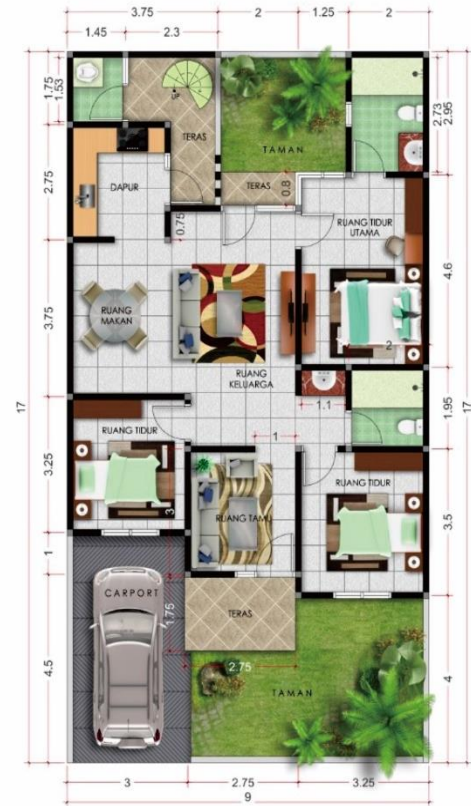 3.75
2
1.25
2
1.45
2.3
1.75
1.53
UP
TERAS
TAMAN
2.73
2.95
2.75
DAPUR
TERAS
0.8
RUANG TIDUR
UTAMA
0.75
4.6
3.75
RUANG
MAKAN
2
RUANG
KELUARGA
17
17
1.1
1.95
RUANG TIDUR
1
3.25
3
RUANG TAMU
RUANG TIDUR
3.5
1
CARPORT
1.75
TERAS
2.75
TAMAN
4.5
4
3
2.75
3.25
9